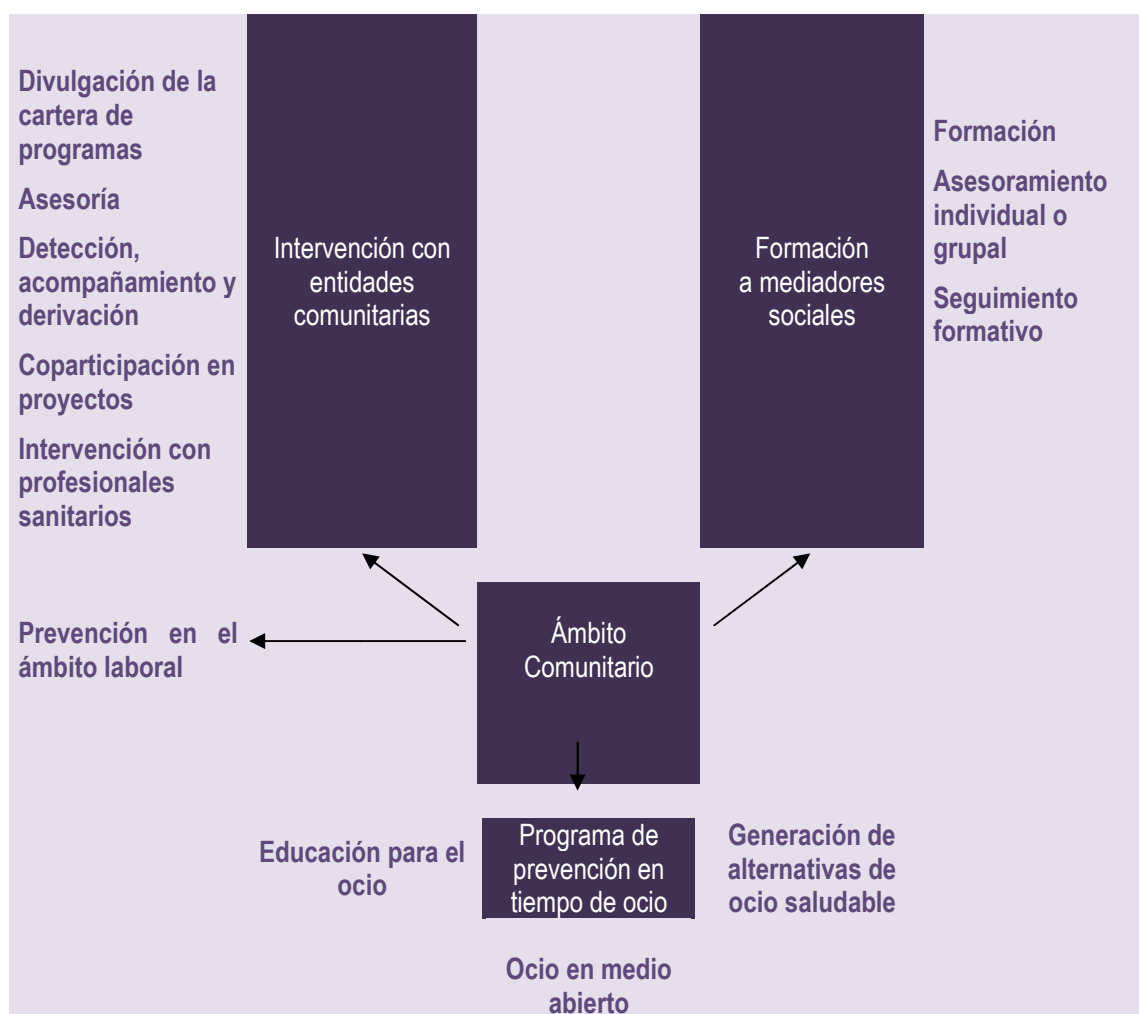 Divulgación de la
cartera de
programas
Asesoría
Detección,
acompañamiento y
derivación
Coparticipación en
proyectos
Intervención con
profesionales
sanitarios
Intervención con
entidades
comunitarias
Formación
a mediadores
sociales
Formación
Asesoramiento
individual o
grupal
Seguimiento
formativo
Prevención en el
ámbito laboral
Ámbito
Comunitario
Educación para el
ocio
Programa de
prevención en
tiempo de ocio
Generación de
alternativas de
ocio saludable
Ocio en medio
abierto